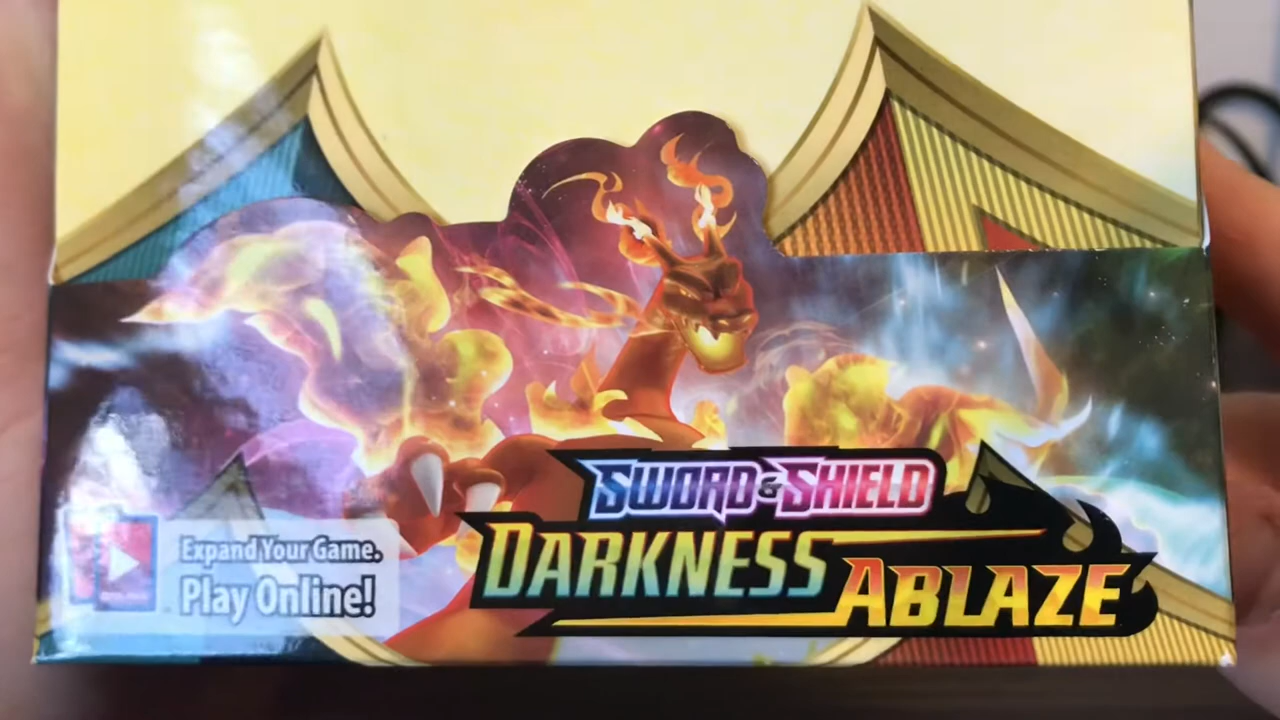 SWORD & SHIELD
DARKNESS
ABLAZE
Expand Your Game.
Play Online!